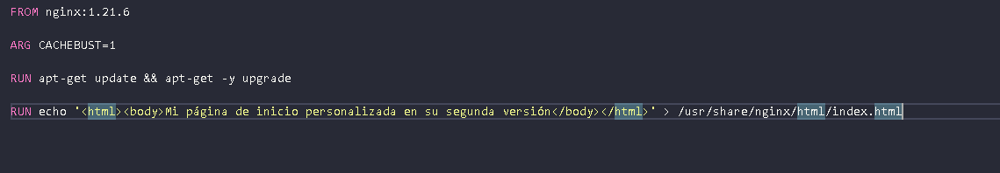 FROM nginx:1.21.6
ARG CACHEBUST=1
RUN apt-get update && apt-get -y upgrade
RUN echo '<html><body>Mi página de inicio personalizada en su segunda versión</body></html>' > /usr/share/nginx/html/index.html